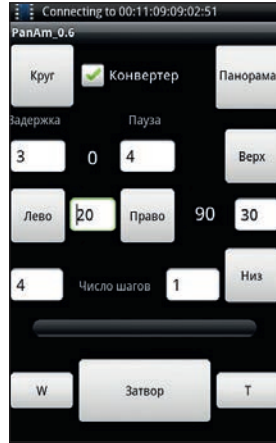 Connecting to 00:11:09:09:02:51
PanAm_0.6
Круг Конвертер Панорама
Задержка Пауза
3 0 4 Верх
Лево 20 Право 90 30
4 Число шагов 1 Низ
W Затвор T